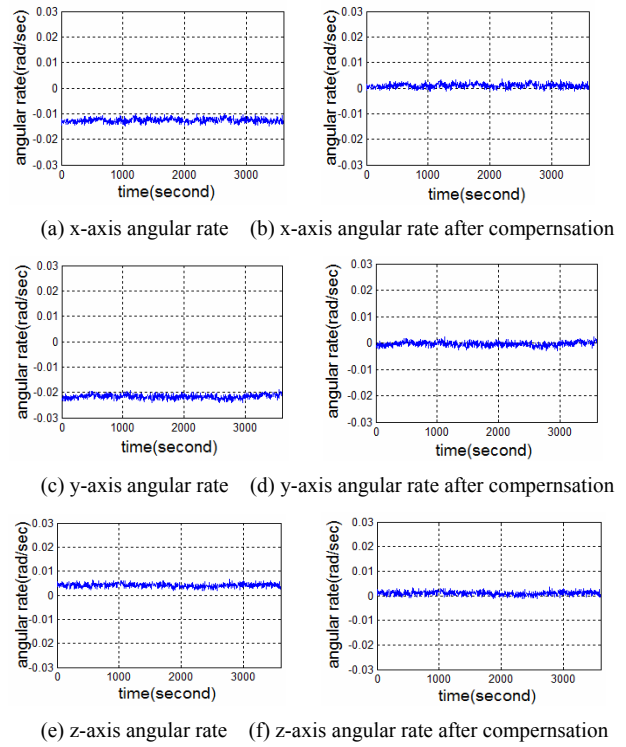 0.03
0.02
0.01
0
-0.01
-0.02
-0.03
angular rate(rad/sec)
0 1000 2000 3000
time(second)
0.03
0.02
0.01
0
-0.01
-0.02
-0.03
angular rate(rad/sec)
0 1000 2000 3000
time(second)
(a) x-axis angular rate (b) x-axis angular rate after compernsation
0.03
0.02
0.01
0
-0.01
-0.02
-0.03
angular rate(rad/sec)
0 1000 2000 3000
time(second)
0.03
0.02
0.01
0
-0.01
-0.02
-0.03
angular rate(rad/sec)
0 1000 2000 3000
time(second)
(c) y-axis angular rate (d) y-axis angular rate after compernsation
0.03
0.02
0.01
0
-0.01
-0.02
-0.03
angular rate(rad/sec)
0 1000 2000 3000
time(second)
0.03
0.02
0.01
0
-0.01
-0.02
-0.03
angular rate(rad/sec)
0 1000 2000 3000
time(second)
(e) z-axis angular rate (f) z-axis angular rate after compernsation